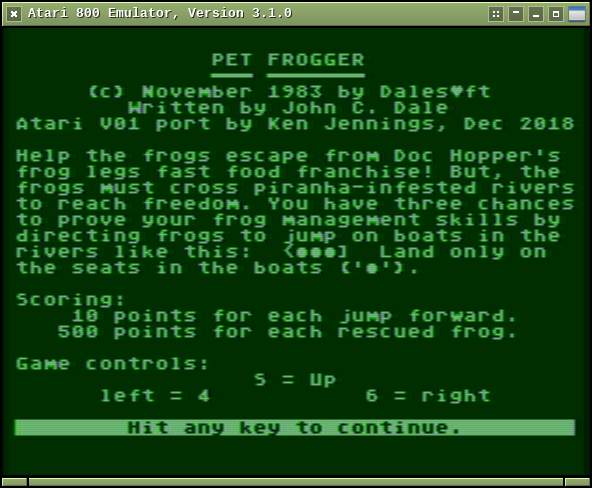 Atari 800 Emulator, Version 3.1.0
PET FROGGER
(c) November 1983 by Dales♥ft
Written by John C. Dale
Atari V01 port by Ken Jennings, Dec 2018
Help the frogs escape from Doc Hopper's
frog legs fast food franchise! But, the
frogs must cross piranha-infested rivers
to reach freedom. You have three chances
to prove your frog management skills by
directing frogs to jump on boats in the
rivers like this:  <●●●]  Land only on
the seats in the boats ('●').
Scoring:
10 points for each jump forward.
500 points for each rescued frog.
Game controls:
5 = Up
left = 4           6 = right
Hit any key to continue.